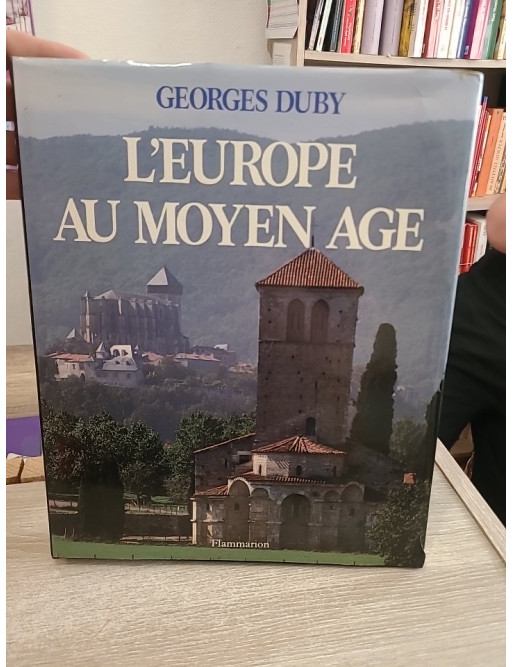 GEORGES DUBY
L'EUROPE
AU MOYEN AGE
Flammarion